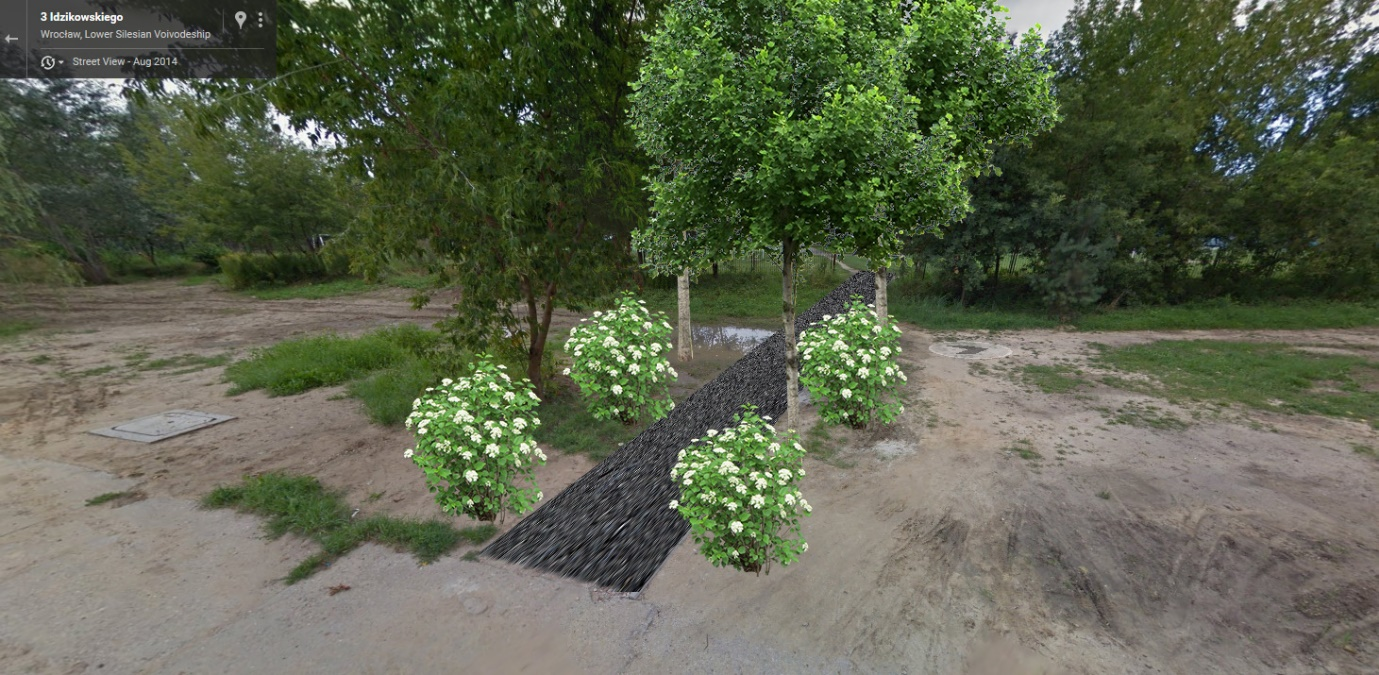 3 Idzikowskiego
Wrocław, Lower Silesian Voivodeship
Street View - Aug 2014